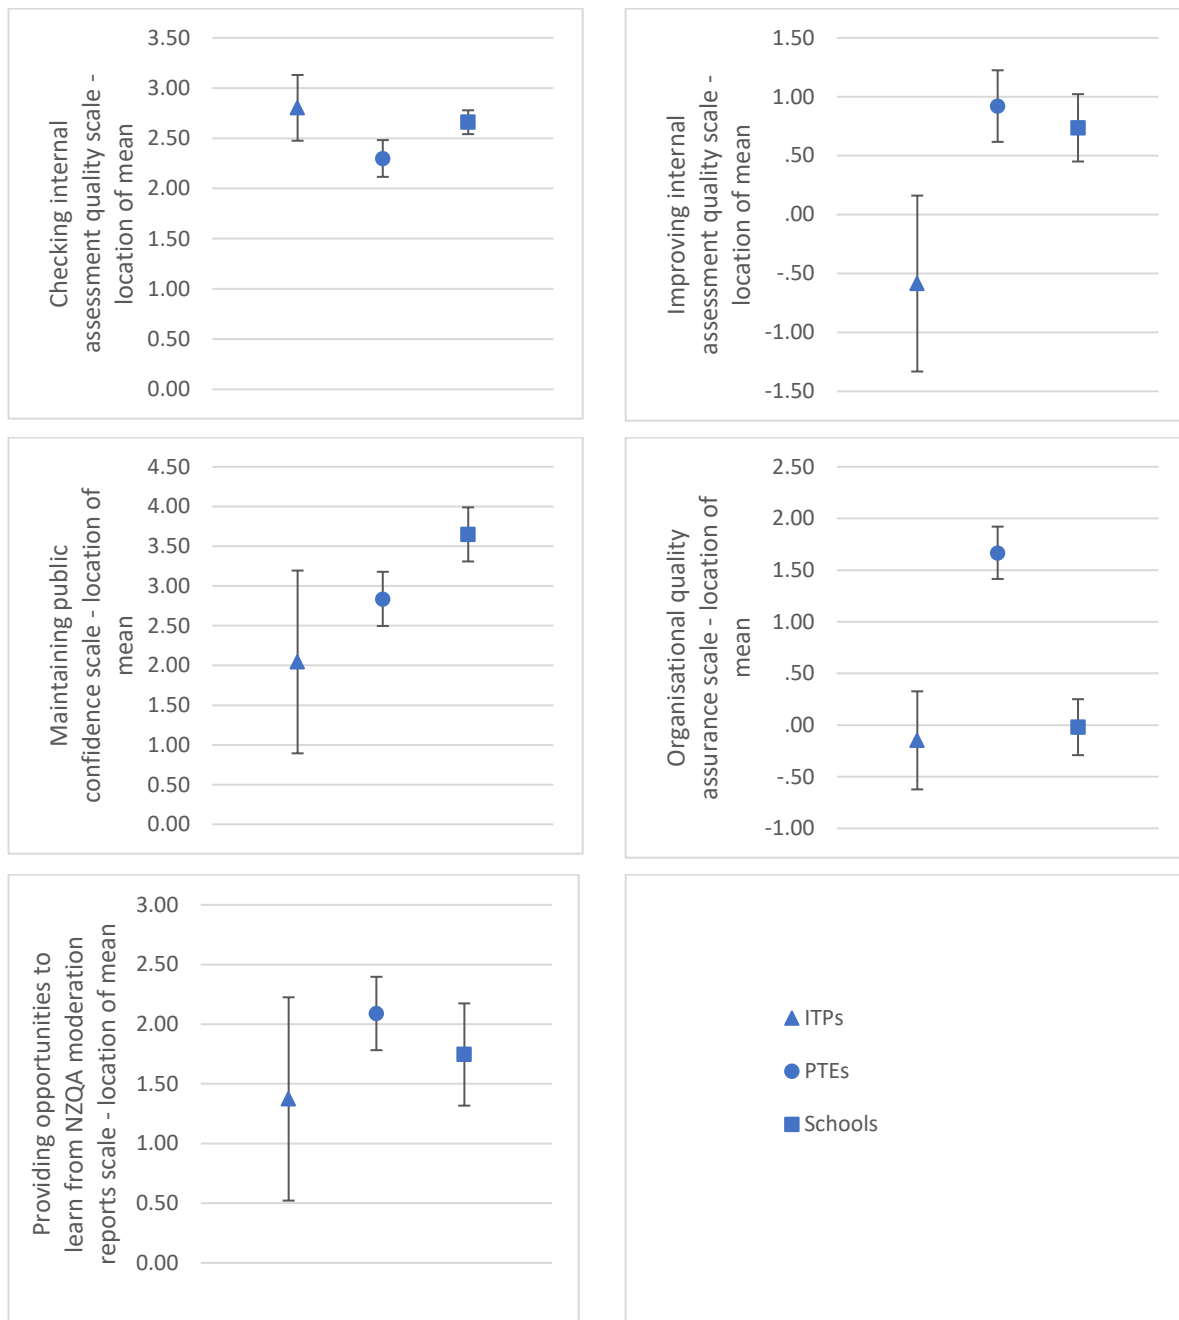 Checking internal
assessment quality scale -
location of mean
3.50
3.00
2.50
2.00
1.50
1.00
0.50
0.00
Improving internal
assessment quality scale -
location of mean
1.50
1.00
.50
.00
-.50
-1.00
-1.50
Maintaining public
confidence scale - location of
mean
4.50
4.00
3.50
3.00
2.50
2.00
1.50
1.00
0.50
0.00
Organisational quality
assurance scale - location of
mean
2.50
2.00
1.50
1.00
.50
.00
-.50
-1.00
Providing opportunities to
learn from NZQA moderation
reports scale - location of mean
3.00
2.50
2.00
1.50
1.00
0.50
0.00
ITPs
PTEs
Schools